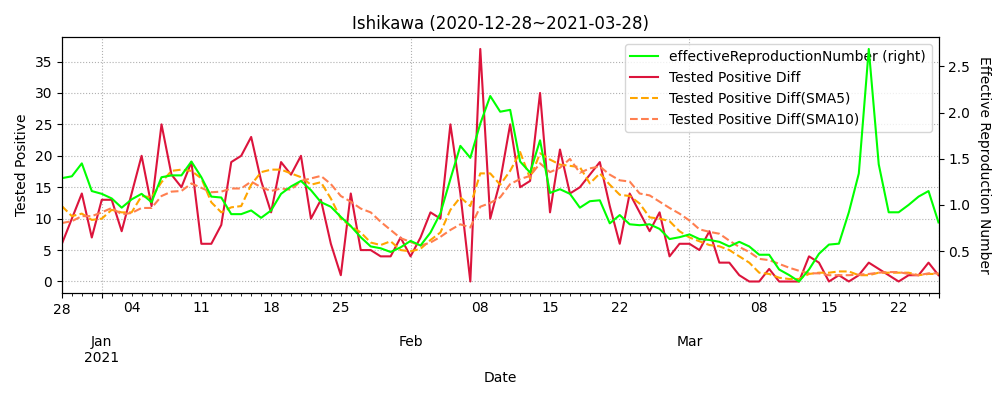 Ishikawa (2020-12-28~2021-03-28)
effectiveReproductionNumber (right)
Tested Positive Diff
Tested Positive Diff(SMA5)
Tested Positive Diff(SMA10)
Tested Positive
35
30
25
20
15
10
5
0
2.5
2.0
1.5
1.0
0.5
Effective Reproduction Number
28 04 11 18 25 08 15 22 08 15 22
Jan Feb Mar
2021
Date